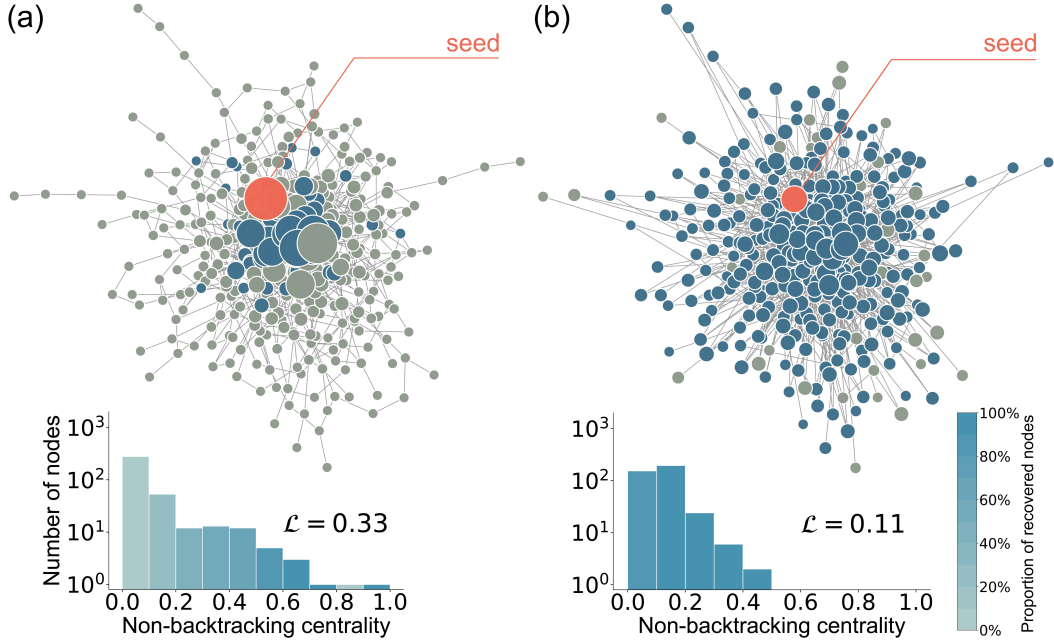 (a)
seed
(b)
seed
Number of nodes
10³
10²
10¹
10⁰
ℒ = 0.33
0.0 0.2 0.4 0.6 0.8 1.0
Non-backtracking centrality
10³
10²
10¹
10⁰
ℒ = 0.11
0.0 0.2 0.4 0.6 0.8 1.0
Non-backtracking centrality
100%
80%
60%
40%
20%
0%
Proportion of recovered nodes